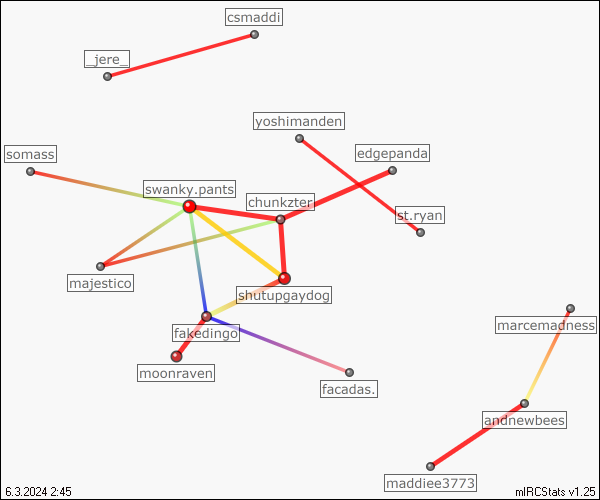 csmaddi
_jere_
yoshimanden
edgepanda
somass
swanky.pants
chunkzter
st.ryan
majestico
shutupgaydog
fakedingo
marcemadness
moonraven
facadas.
andnewbees
maddiee3773
6.3.2024 2:45
mIRCStats v1.25